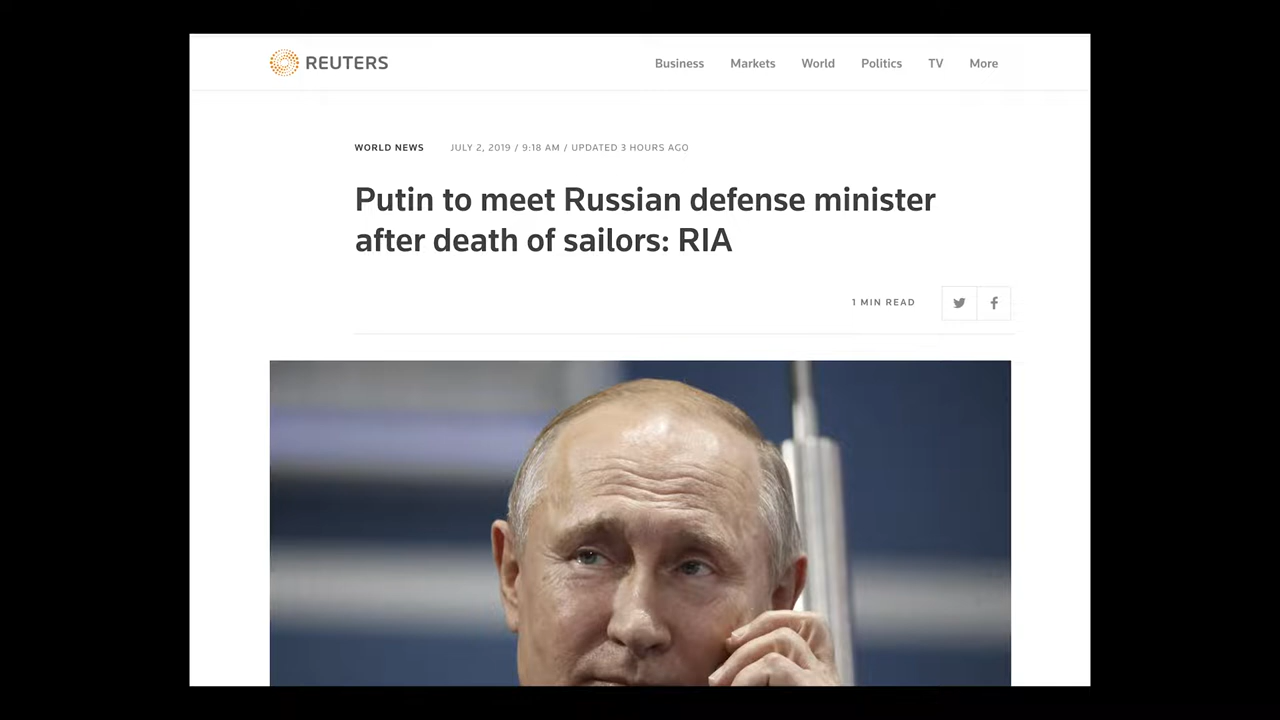 REUTERS
Business Markets World Politics TV More
WORLD NEWS JULY 2, 2019 / 9:18 AM / UPDATED 3 HOURS AGO
Putin to meet Russian defense minister
after death of sailors: RIA
1 MIN READ